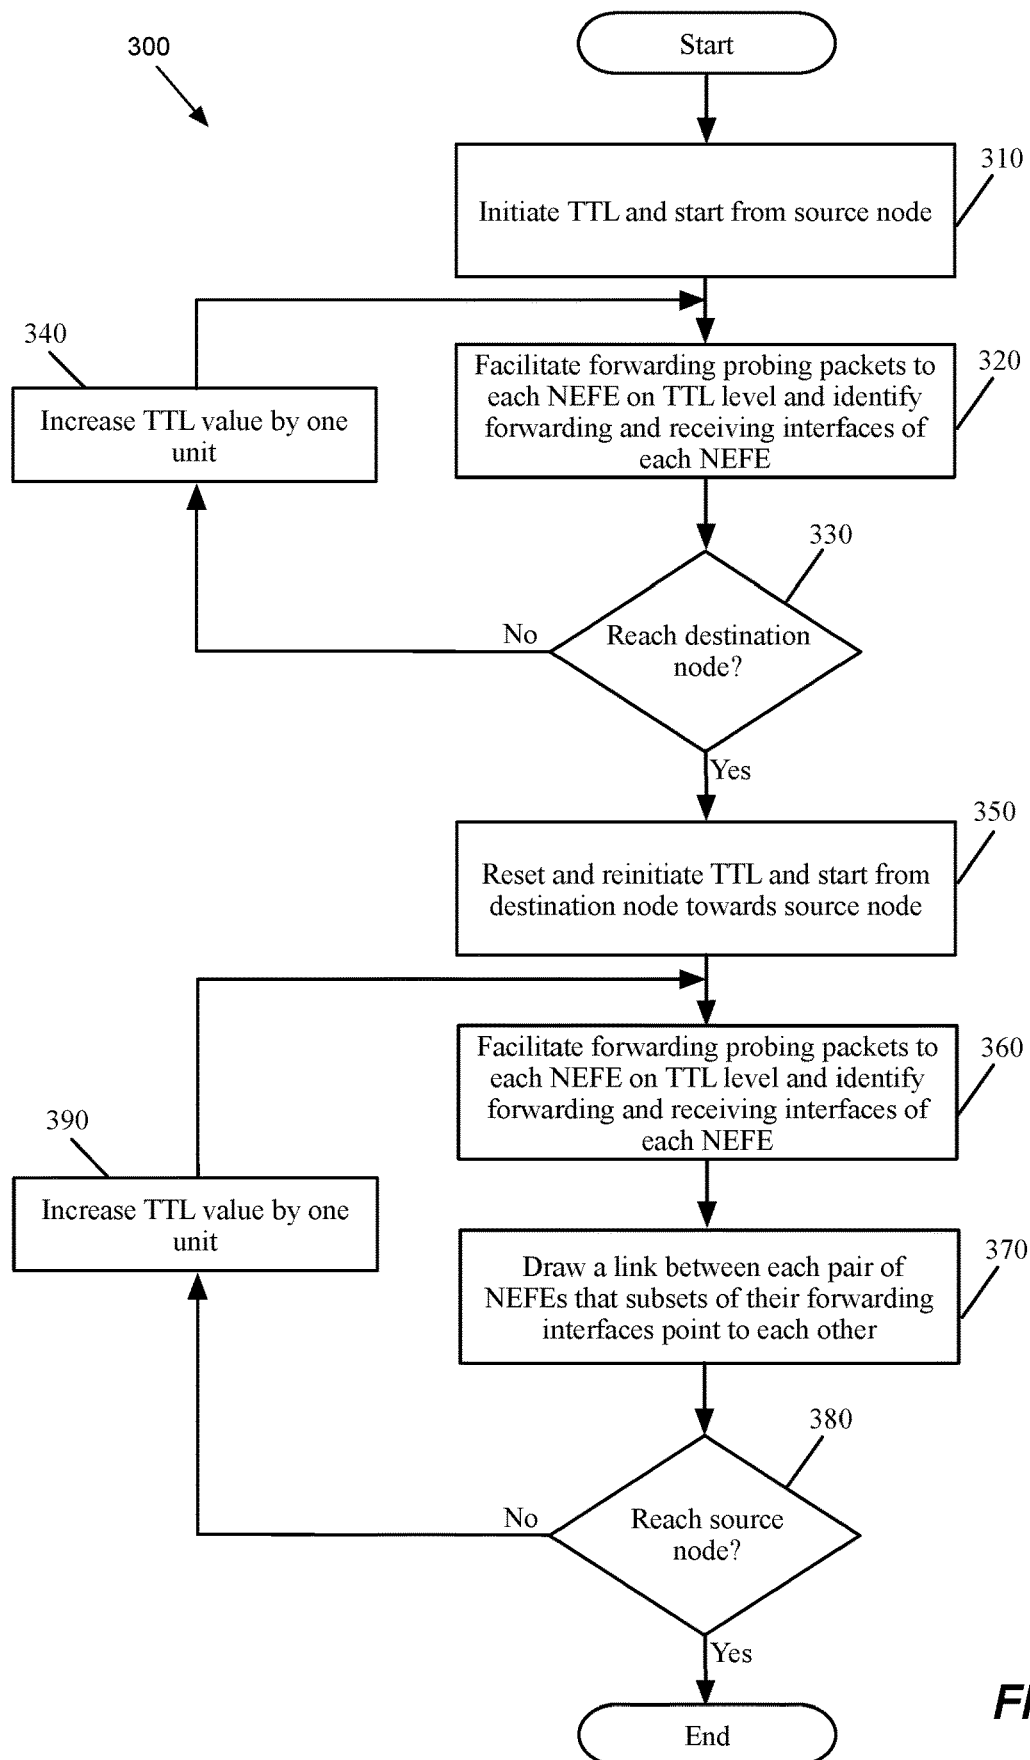 300
Start
310
Initiate TTL and start from source node
340
Increase TTL value by one
unit
320
Facilitate forwarding probing packets to
each NEFE on TTL level and identify
forwarding and receiving interfaces of
each NEFE
330
Reach destination
node?
No
Yes
350
Reset and reinitiate TTL and start from
destination node towards source node
360
Facilitate forwarding probing packets to
each NEFE on TTL level and identify
forwarding and receiving interfaces of
each NEFE
390
Increase TTL value by one
unit
370
Draw a link between each pair of
NEFEs that subsets of their forwarding
interfaces point to each other
380
Reach source
node?
No
Yes
End